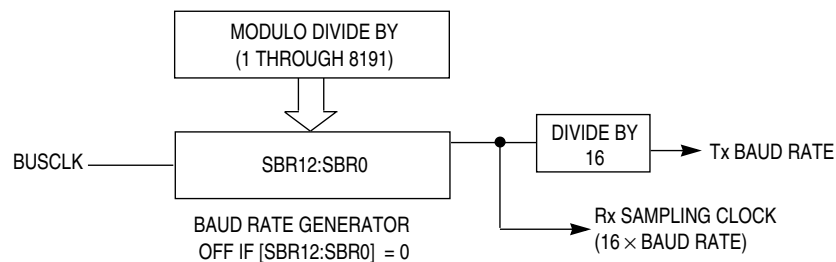 MODULO DIVIDE BY
(1 THROUGH 8191)
BUSCLK
SBR12:SBR0
DIVIDE BY
16
Tx BAUD RATE
BAUD RATE GENERATOR
OFF IF [SBR12:SBR0] = 0
Rx SAMPLING CLOCK
(16 × BAUD RATE)